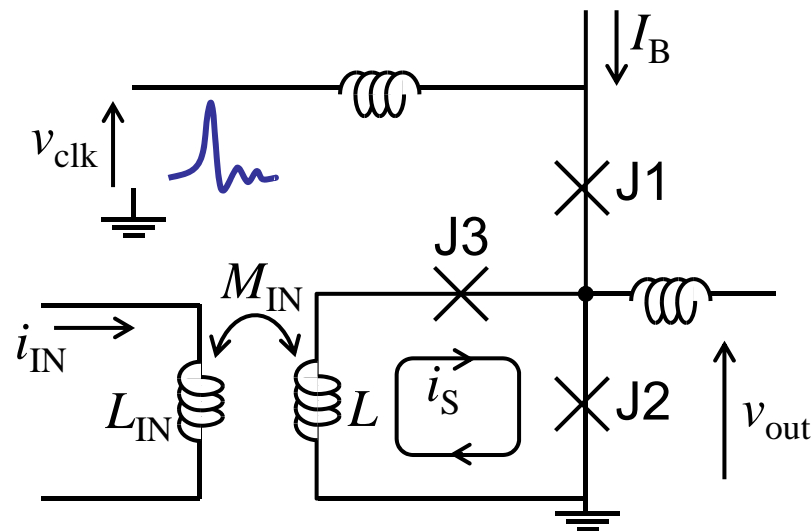 I_B
v_clk
J1
J3
M_IN
i_IN
L_IN
L
i_S
J2
v_out